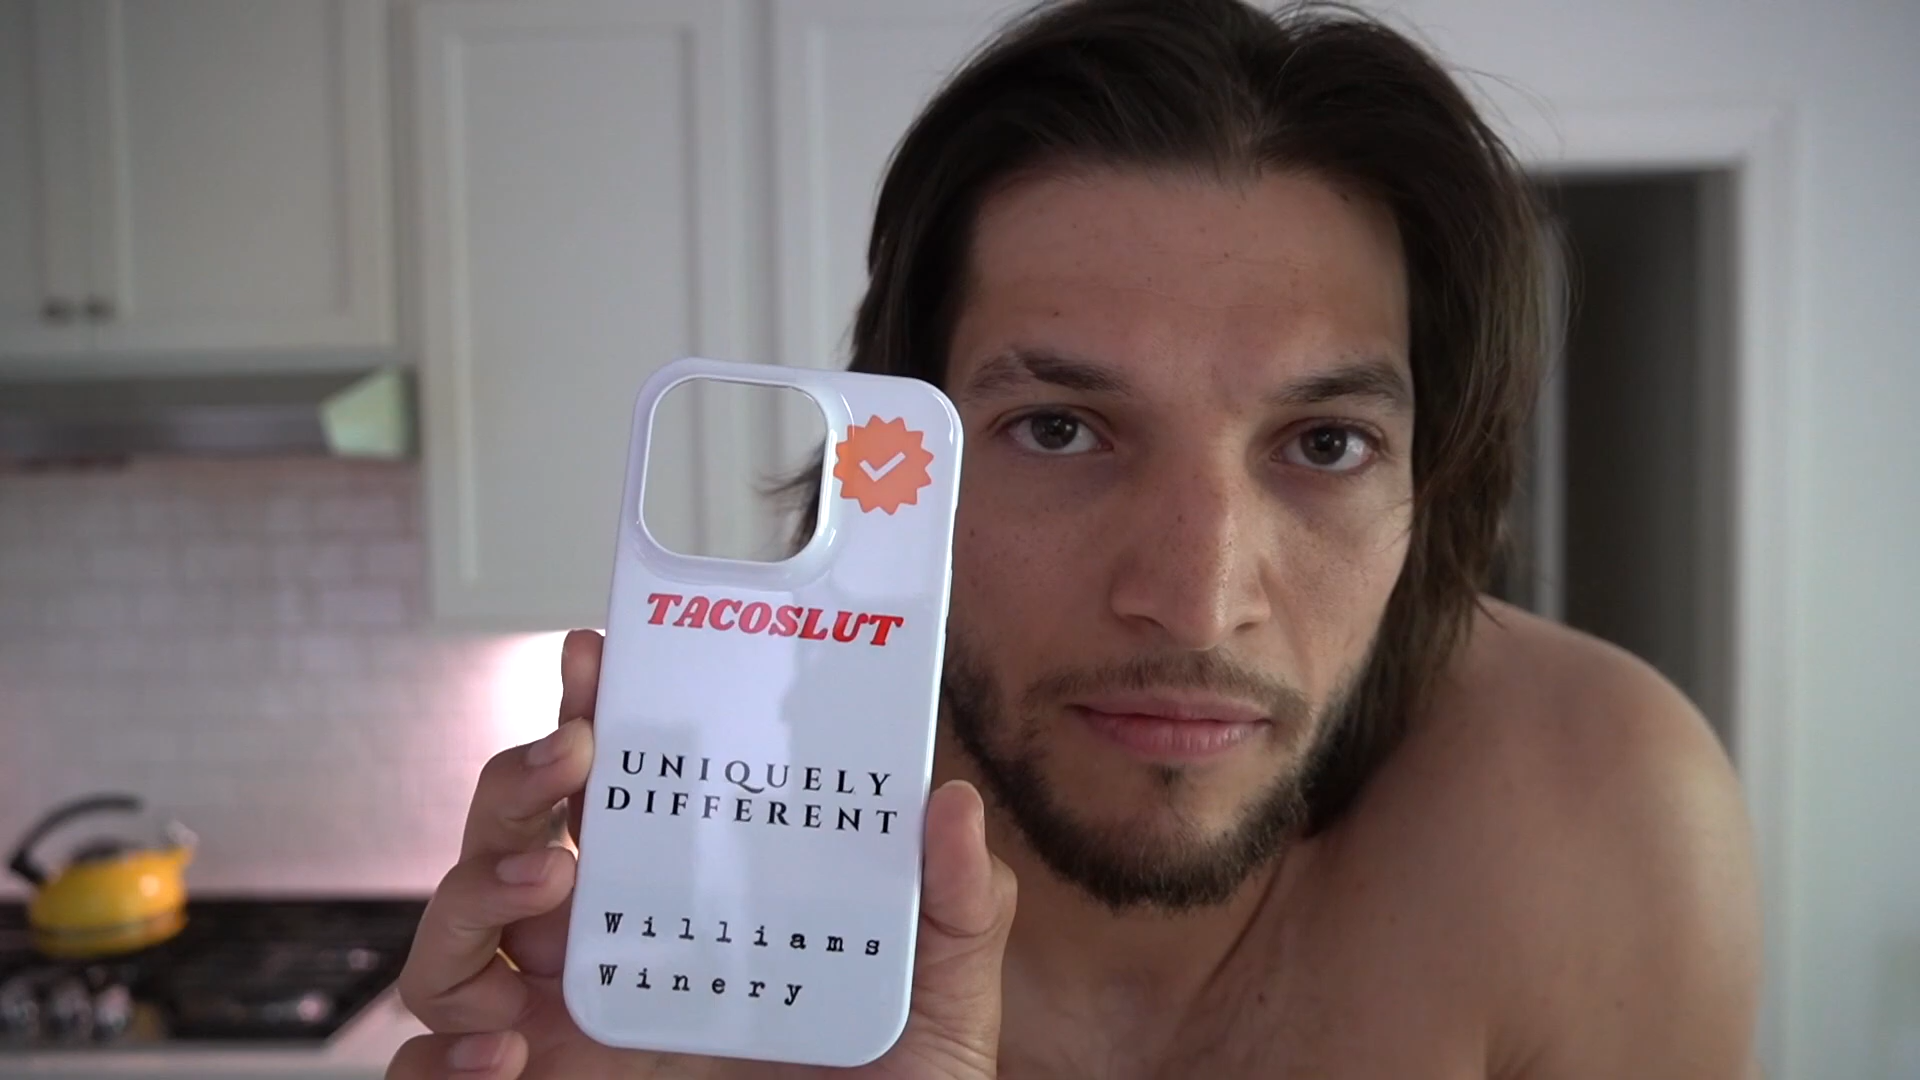 TACOSLUT
UNIQUELY
DIFFERENT
Williams
Winery